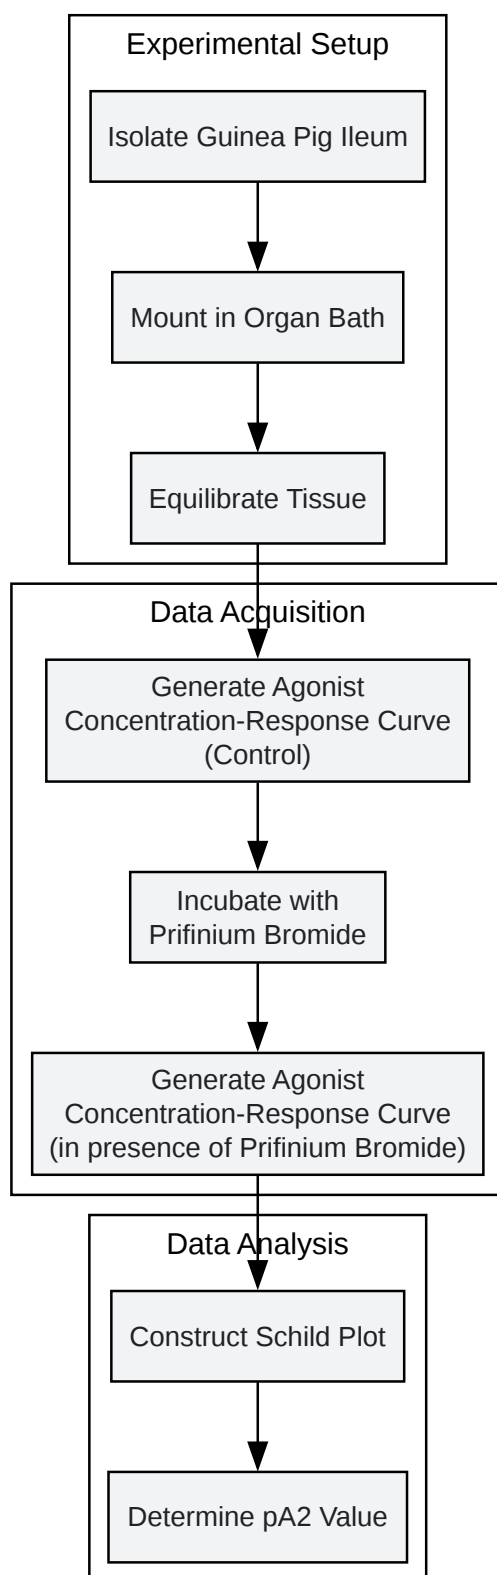 Experimental Setup
Isolate Guinea Pig Ileum
Mount in Organ Bath
Equilibrate Tissue
Data Acquisition
Generate Agonist
Concentration-Response Curve
(Control)
Incubate with
Prifinium Bromide
Generate Agonist
Concentration-Response Curve
(in presence of Prifinium Bromide)
Data Analysis
Construct Schild Plot
Determine pA2 Value